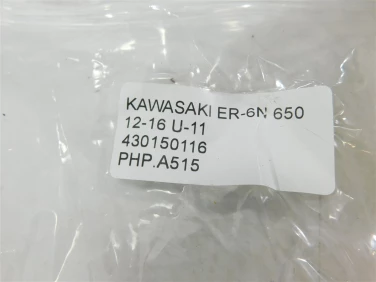 KAWASAKI ER-6N 650
12-16 U-11
430150116
PHP.A515